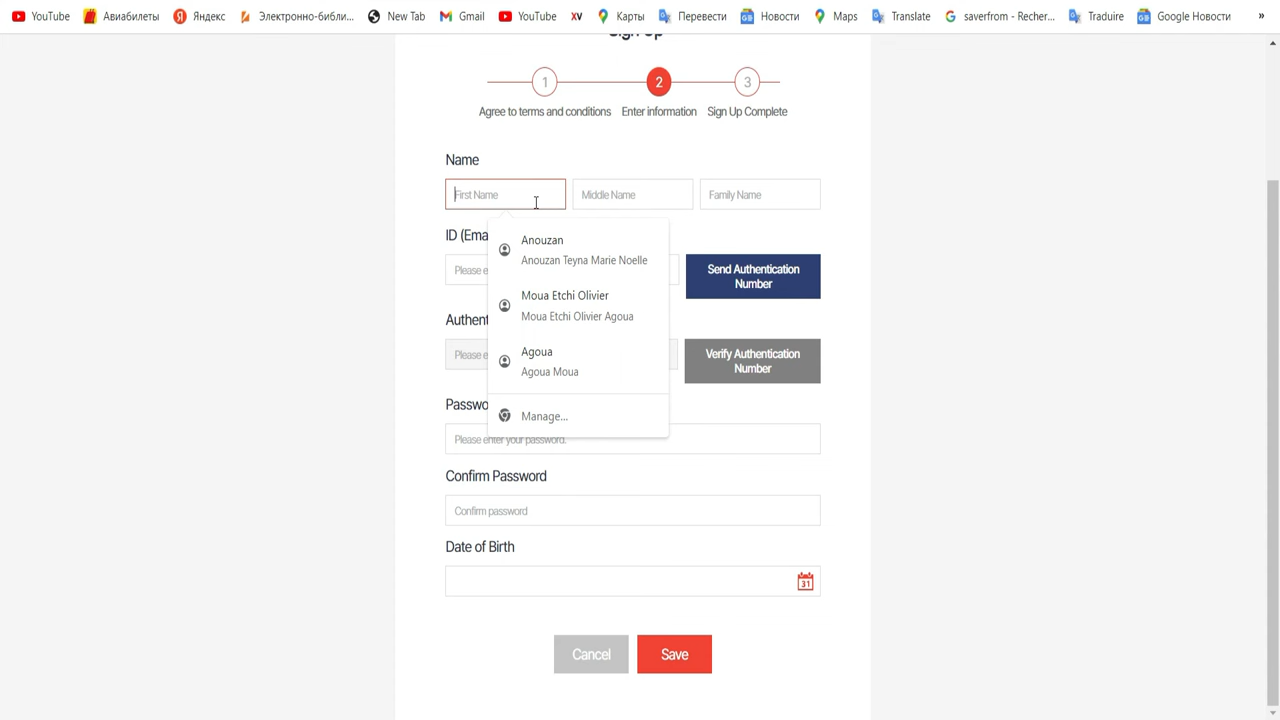 YouTube Авиабилеты Яндекс Электронно-библи... New Tab Gmail YouTube XV Карты Перевести Новости Maps Translate saverfrom - Recher... Traduire Google Новости »
Sign Up
1 2 3
Agree to terms and conditions Enter information Sign Up Complete
Name
First Name Middle Name Family Name
ID (Ema
Please e
Send Authentication
Number
Anouzan
Anouzan Teyna Marie Noelle
Moua Etchi Olivier
Moua Etchi Olivier Agoua
Agoua
Agoua Moua
Manage...
Authent
Please e
Verify Authentication
Number
Passwo
Please enter your password.
Confirm Password
Confirm password
Date of Birth
31
Cancel Save